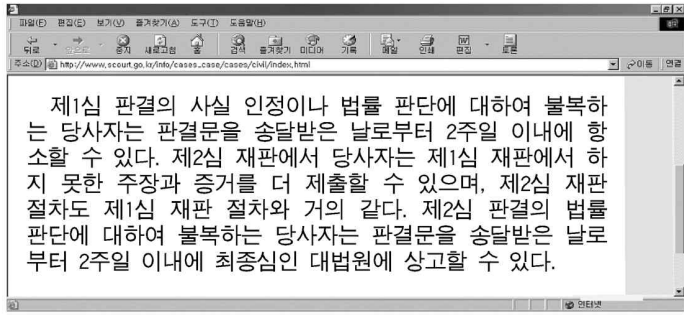 파일(F) 편집(E) 보기(V) 즐겨찾기(A) 도구(T) 도움말(H)
뒤로 앞으로 중지 새로고침 홈 검색 즐겨찾기 미디어 기록 메일 인쇄 편집 토론
주소(D) http://www.scourt.go.kr/info/cases_case/cases/civil/index.html 이동 연결
제1심 판결의 사실 인정이나 법률 판단에 대하여 불복하
는 당사자는 판결문을 송달받은 날로부터 2주일 이내에 항
소할 수 있다. 제2심 재판에서 당사자는 제1심 재판에서 하
지 못한 주장과 증거를 더 제출할 수 있으며, 제2심 재판
절차도 제1심 재판 절차와 거의 같다. 제2심 판결의 법률
판단에 대하여 불복하는 당사자는 판결문을 송달받은 날로
부터 2주일 이내에 최종심인 대법원에 상고할 수 있다.
인터넷